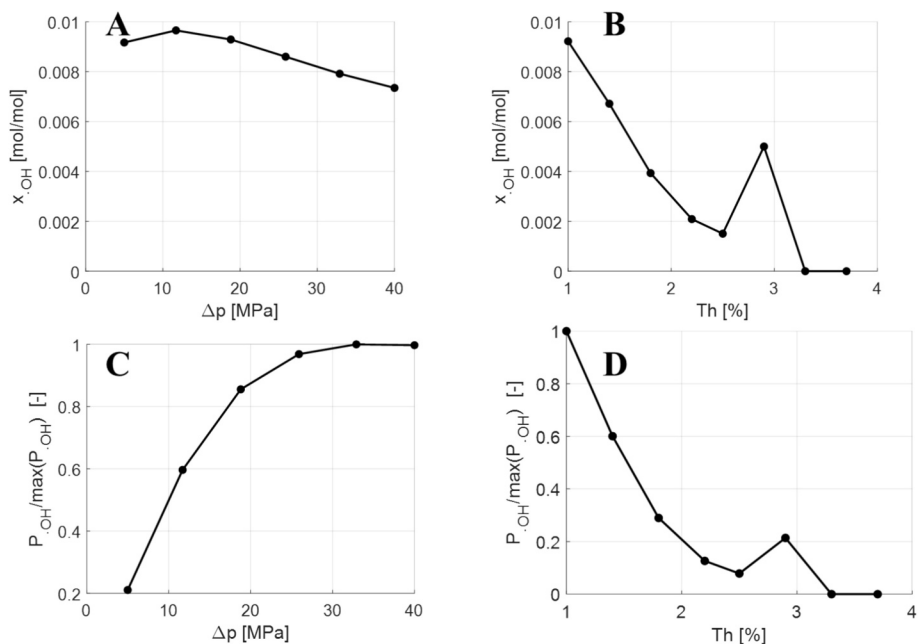 A
x.OH [mol/mol]
0.01
0.008
0.006
0.004
0.002
0
0 10 20 30 40
Δp [MPa]
B
x.OH [mol/mol]
0.01
0.008
0.006
0.004
0.002
0
1 2 3 4
Th [%]
C
P.OH/max(P.OH) [-]
1
0.8
0.6
0.4
0.2
0 10 20 30 40
Δp [MPa]
D
P.OH/max(P.OH) [-]
1
0.8
0.6
0.4
0.2
0
1 2 3 4
Th [%]